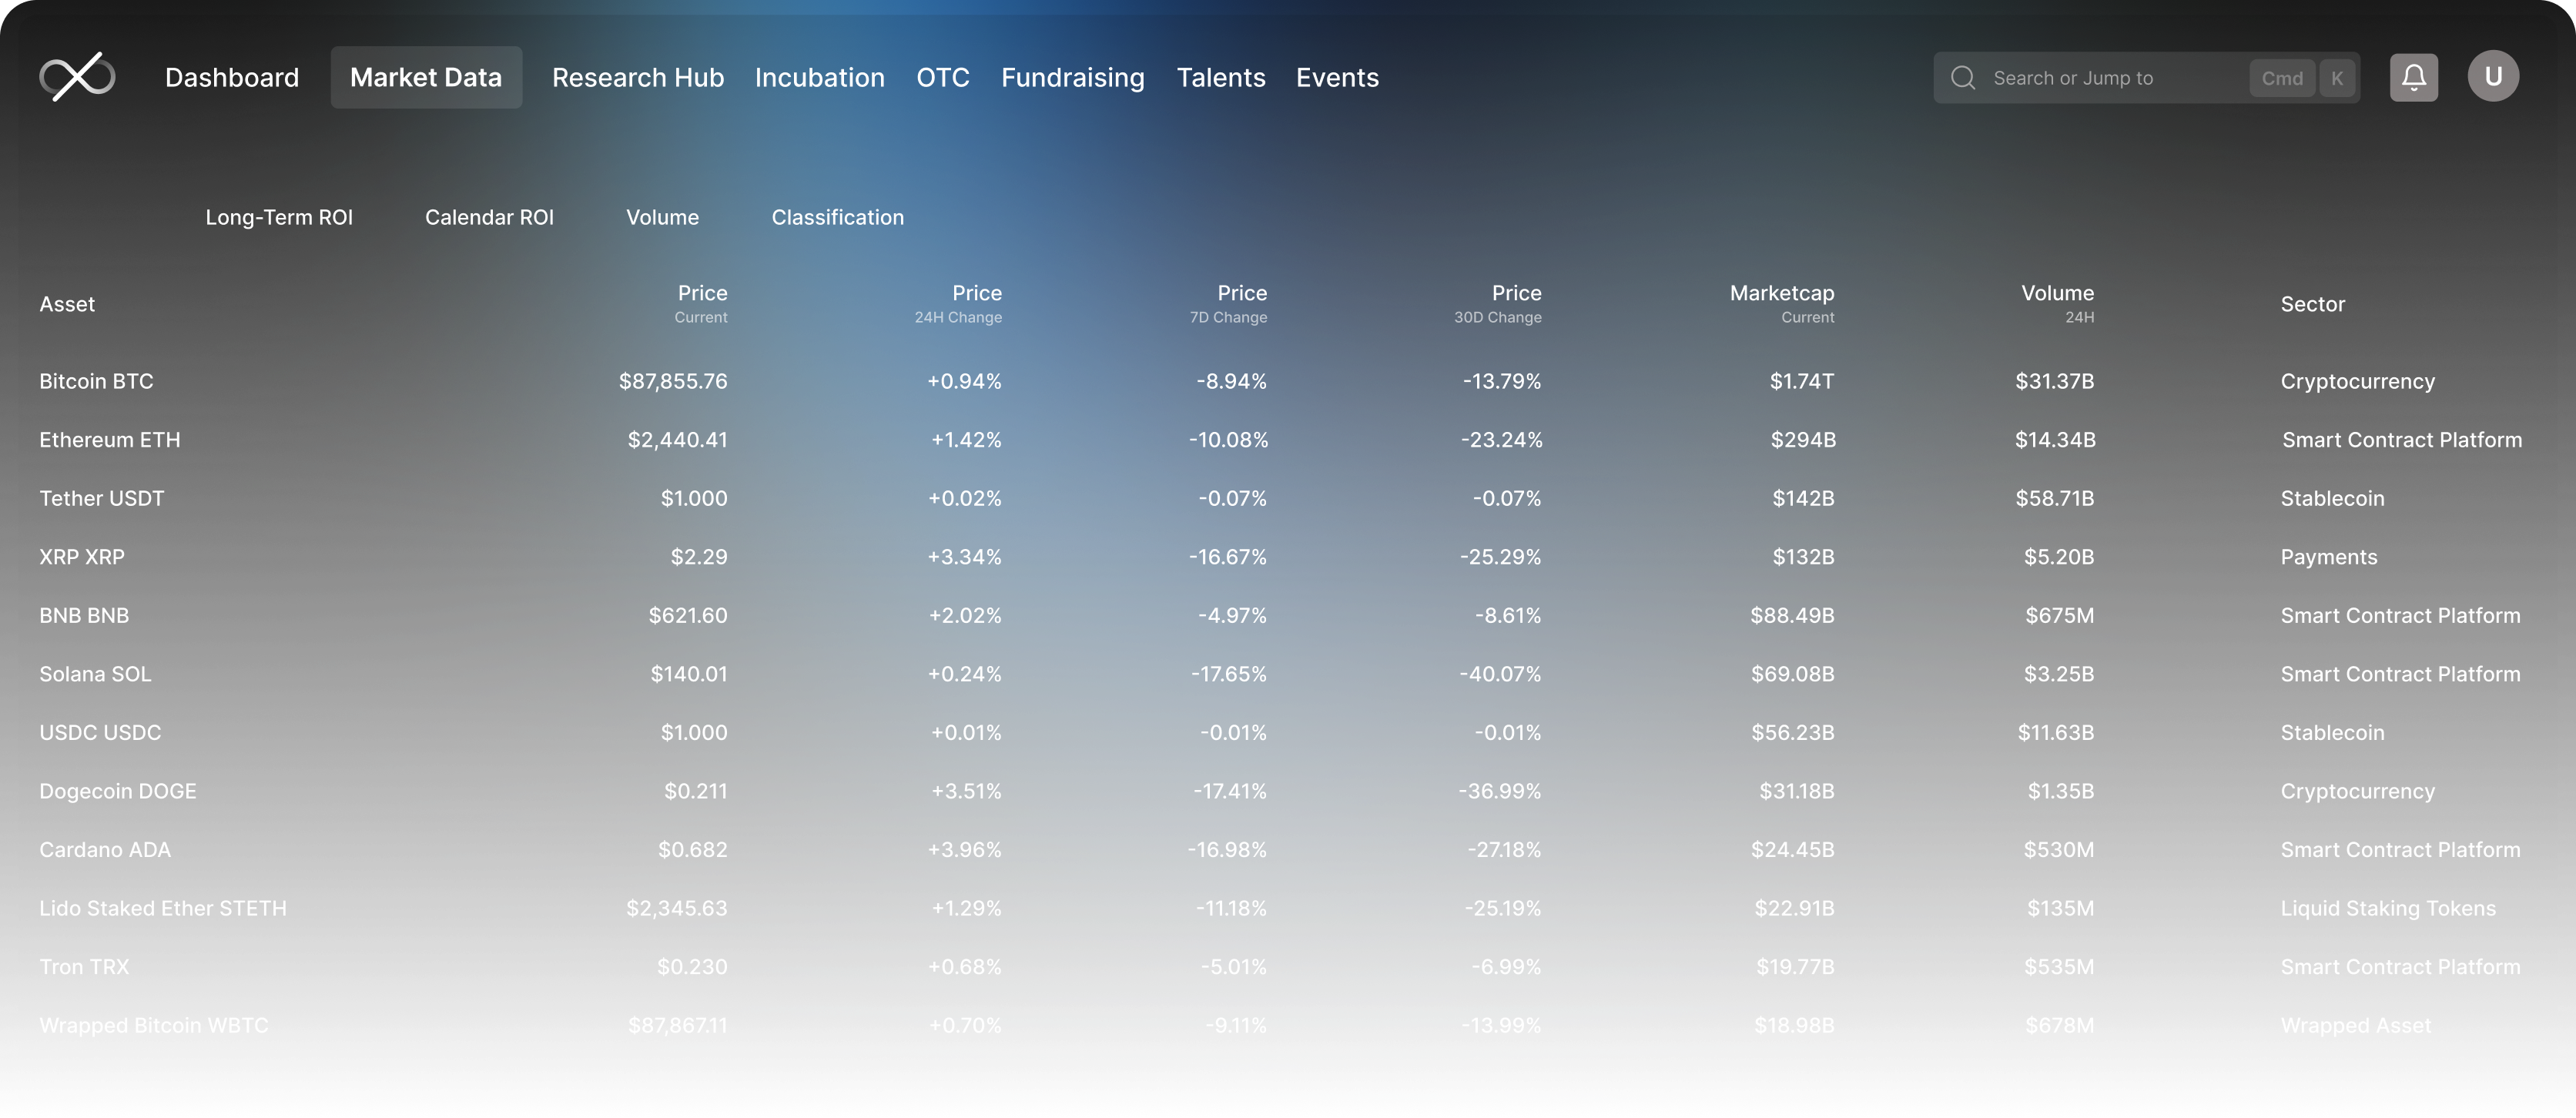 Dashboard Market Data Research Hub Incubation OTC Fundraising Talents Events Search or Jump to Cmd K U
Long-Term ROI Calendar ROI Volume Classification
Asset Price Current Price 24H Change Price 7D Change Price 30D Change Marketcap Current Volume 24H Sector
Bitcoin BTC $87,855.76 +0.94% -8.94% -13.79% $1.74T $31.37B Cryptocurrency
Ethereum ETH $2,440.41 +1.42% -10.08% -23.24% $294B $14.34B Smart Contract Platform
Tether USDT $1.000 +0.02% -0.07% -0.07% $142B $58.71B Stablecoin
XRP XRP $2.29 +3.34% -16.67% -25.29% $132B $5.20B Payments
BNB BNB $621.60 +2.02% -4.97% -8.61% $88.49B $675M Smart Contract Platform
Solana SOL $140.01 +0.24% -17.65% -40.07% $69.08B $3.25B Smart Contract Platform
USDC USDC $1.000 +0.01% -0.01% -0.01% $56.23B $11.63B Stablecoin
Dogecoin DOGE $0.211 +3.51% -17.41% -36.99% $31.18B $1.35B Cryptocurrency
Cardano ADA $0.682 +3.96% -16.98% -27.18% $24.45B $530M Smart Contract Platform
Lido Staked Ether STETH $2,345.63 +1.29% -11.18% -25.19% $22.91B $135M Liquid Staking Tokens
Tron TRX $0.230 +0.68% -5.01% -6.99% $19.77B $535M Smart Contract Platform
Wrapped Bitcoin WBTC $87,867.11 +0.70% -9.11% -13.99% $18.98B $678M Wrapped Asset